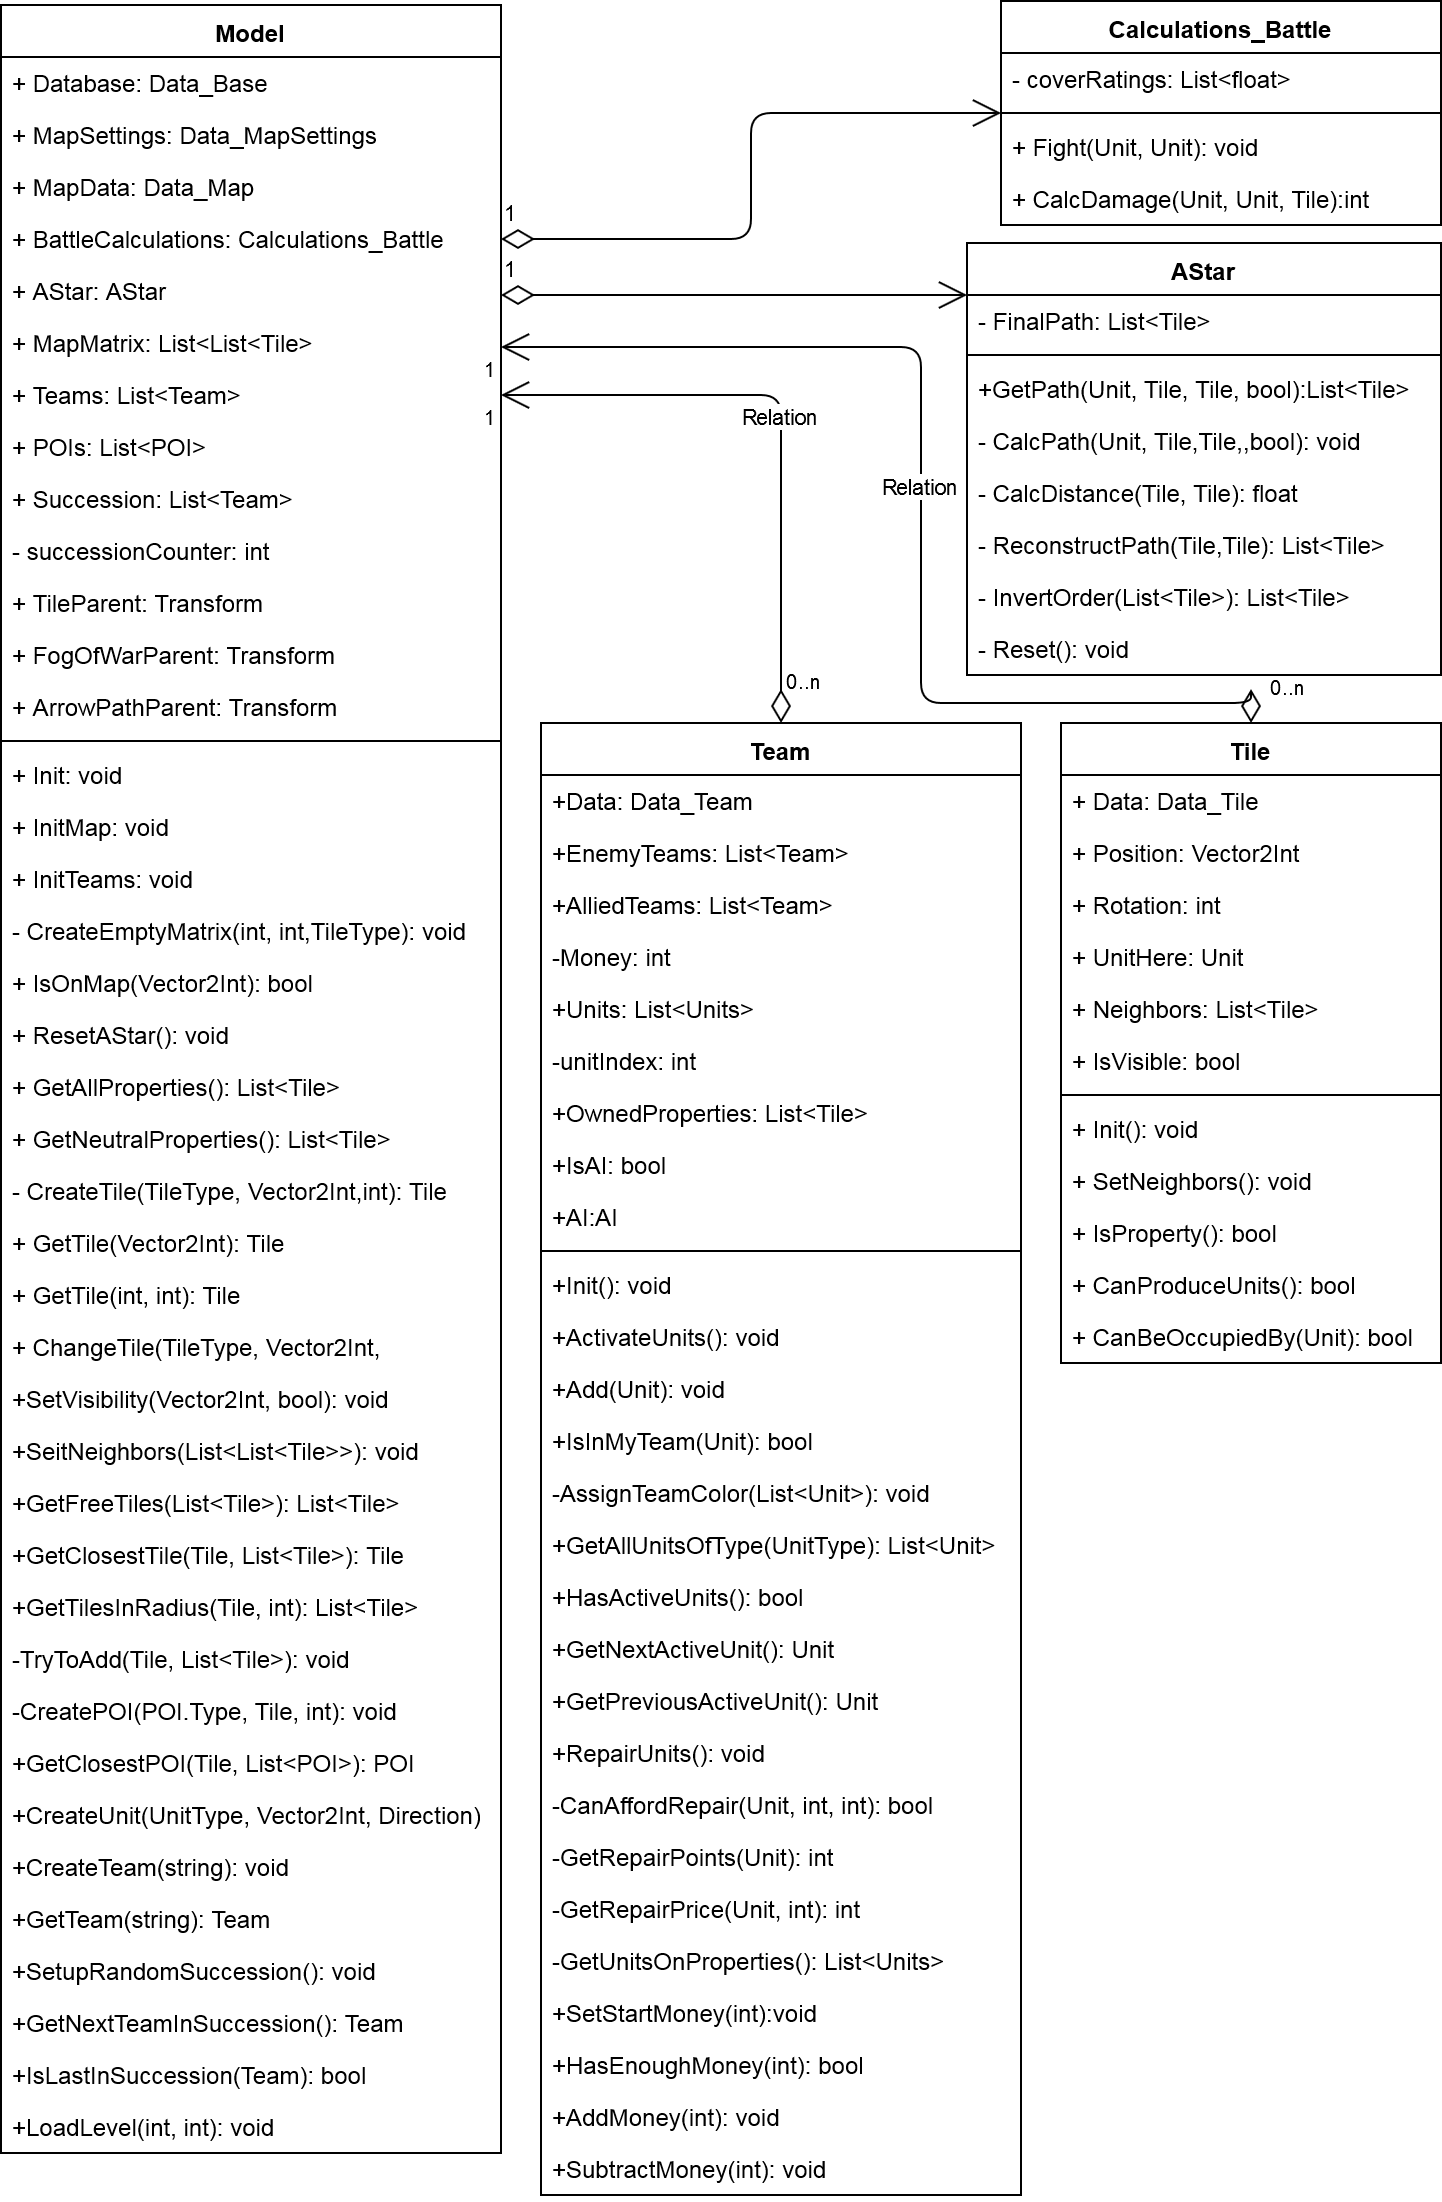 Model
+ Database: Data_Base
+ MapSettings: Data_MapSettings
+ MapData: Data_Map
+ BattleCalculations: Calculations_Battle
+ AStar: AStar
+ MapMatrix: List<List<Tile>
+ Teams: List<Team>
+ POIs: List<POI>
+ Succession: List<Team>
- successionCounter: int
+ TileParent: Transform
+ FogOfWarParent: Transform
+ ArrowPathParent: Transform
+ Init: void
+ InitMap: void
+ InitTeams: void
- CreateEmptyMatrix(int, int,TileType): void
+ IsOnMap(Vector2Int): bool
+ ResetAStar(): void
+ GetAllProperties(): List<Tile>
+ GetNeutralProperties(): List<Tile>
- CreateTile(TileType, Vector2Int,int): Tile
+ GetTile(Vector2Int): Tile
+ GetTile(int, int): Tile
+ ChangeTile(TileType, Vector2Int,
+SetVisibility(Vector2Int, bool): void
+SeitNeighbors(List<List<Tile>>): void
+GetFreeTiles(List<Tile>): List<Tile>
+GetClosestTile(Tile, List<Tile>): Tile
+GetTilesInRadius(Tile, int): List<Tile>
-TryToAdd(Tile, List<Tile>): void
-CreatePOI(POI.Type, Tile, int): void
+GetClosestPOI(Tile, List<POI>): POI
+CreateUnit(UnitType, Vector2Int, Direction)
+CreateTeam(string): void
+GetTeam(string): Team
+SetupRandomSuccession(): void
+GetNextTeamInSuccession(): Team
+IsLastInSuccession(Team): bool
+LoadLevel(int, int): void
1
1
1
1
Relation
Relation
0..n
0..n
Calculations_Battle
- coverRatings: List<float>
+ Fight(Unit, Unit): void
+ CalcDamage(Unit, Unit, Tile):int
AStar
- FinalPath: List<Tile>
+GetPath(Unit, Tile, Tile, bool):List<Tile>
- CalcPath(Unit, Tile,Tile,,bool): void
- CalcDistance(Tile, Tile): float
- ReconstructPath(Tile,Tile): List<Tile>
- InvertOrder(List<Tile>): List<Tile>
- Reset(): void
Team
+Data: Data_Team
+EnemyTeams: List<Team>
+AlliedTeams: List<Team>
-Money: int
+Units: List<Units>
-unitIndex: int
+OwnedProperties: List<Tile>
+IsAI: bool
+AI:AI
+Init(): void
+ActivateUnits(): void
+Add(Unit): void
+IsInMyTeam(Unit): bool
-AssignTeamColor(List<Unit>): void
+GetAllUnitsOfType(UnitType): List<Unit>
+HasActiveUnits(): bool
+GetNextActiveUnit(): Unit
+GetPreviousActiveUnit(): Unit
+RepairUnits(): void
-CanAffordRepair(Unit, int, int): bool
-GetRepairPoints(Unit): int
-GetRepairPrice(Unit, int): int
-GetUnitsOnProperties(): List<Units>
+SetStartMoney(int):void
+HasEnoughMoney(int): bool
+AddMoney(int): void
+SubtractMoney(int): void
Tile
+ Data: Data_Tile
+ Position: Vector2Int
+ Rotation: int
+ UnitHere: Unit
+ Neighbors: List<Tile>
+ IsVisible: bool
+ Init(): void
+ SetNeighbors(): void
+ IsProperty(): bool
+ CanProduceUnits(): bool
+ CanBeOccupiedBy(Unit): bool